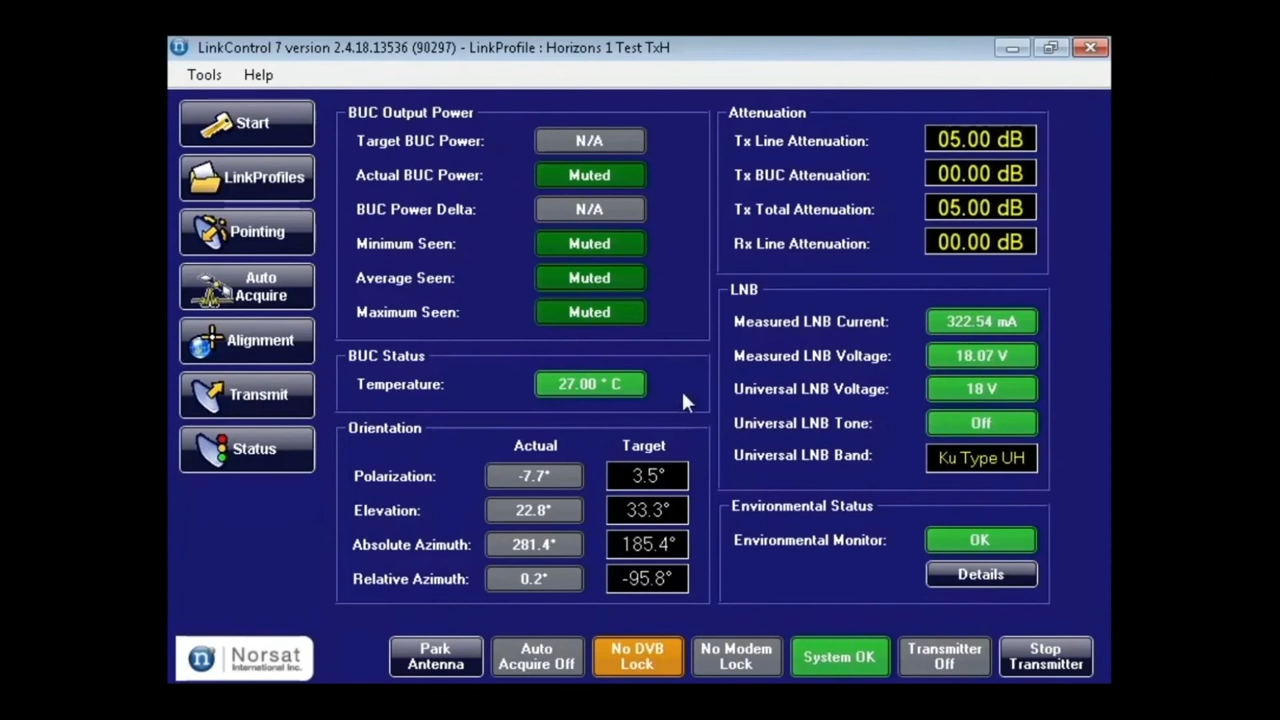 LinkControl 7 version 2.4.18.13536 (90297) - LinkProfile : Horizons 1 Test TxH
Tools Help
Start
LinkProfiles
Pointing
Auto
Acquire
Alignment
Transmit
Status
BUC Output Power
Target BUC Power: N/A
Actual BUC Power: Muted
BUC Power Delta: N/A
Minimum Seen: Muted
Average Seen: Muted
Maximum Seen: Muted
BUC Status
Temperature: 27.00 ° C
Orientation
Actual Target
Polarization: -7.7° 3.5°
Elevation: 22.8° 33.3°
Absolute Azimuth: 281.4° 185.4°
Relative Azimuth: 0.2° -95.8°
Attenuation
Tx Line Attenuation: 05.00 dB
Tx BUC Attenuation: 00.00 dB
Tx Total Attenuation: 05.00 dB
Rx Line Attenuation: 00.00 dB
LNB
Measured LNB Current: 322.54 mA
Measured LNB Voltage: 18.07 V
Universal LNB Voltage: 18 V
Universal LNB Tone: Off
Universal LNB Band: Ku Type UH
Environmental Status
Environmental Monitor: OK
Details
n Norsat
International Inc.
Park
Antenna
Auto
Acquire Off
No DVB
Lock
No Modem
Lock
System OK
Transmitter
Off
Stop
Transmitter